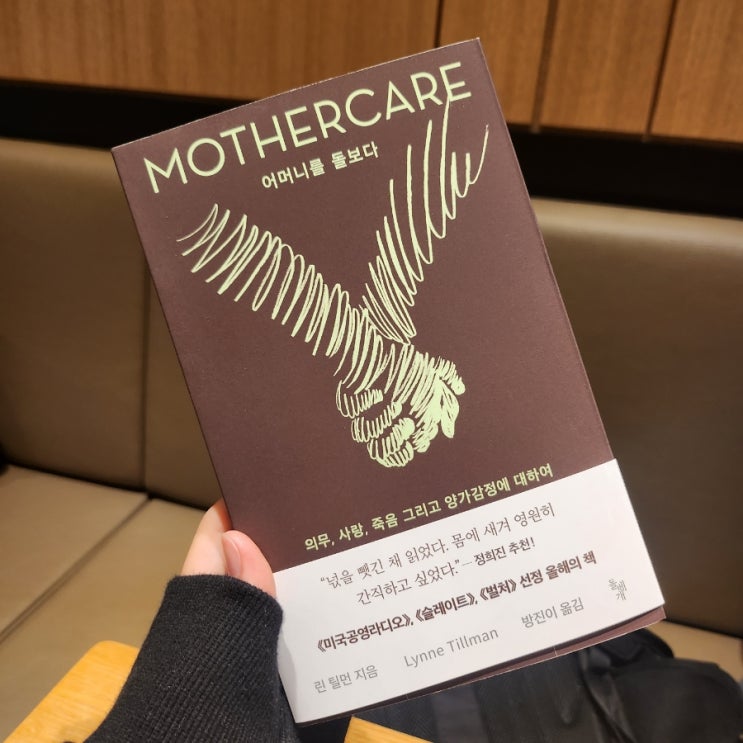 MOTHERCARE
어머니를 돌보다
의무, 사랑, 죽음 그리고 양가감정에 대하여
“넋을 뺏긴 채 읽었다. 몸에 새겨 영원히
간직하고 싶었다.” — 정희진 추천!
《미국공영라디오》, 《슬레이트》, 《벌처》 선정 올해의 책
린 틸먼 지음 Lynne Tillman 방진이 옮김
돌베개